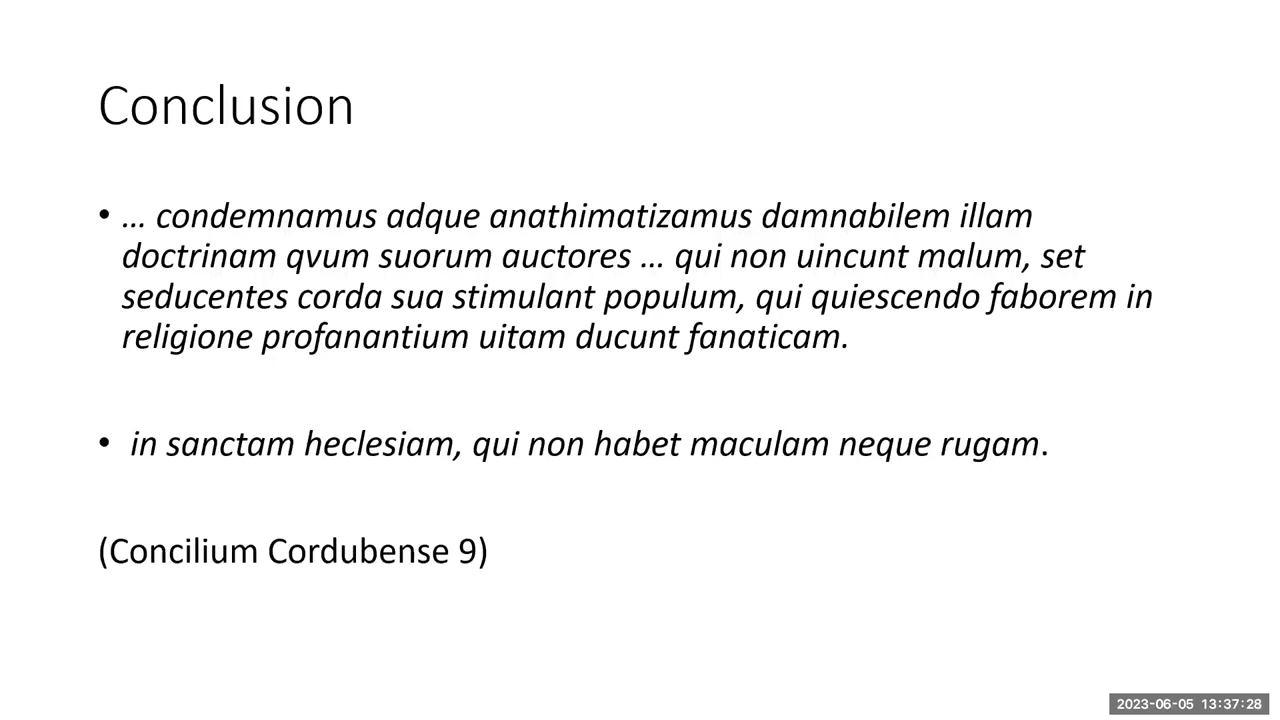 Conclusion
• … condemnamus adque anathimatizamus damnabilem illam
doctrinam qvum suorum auctores … qui non uincunt malum, set
seducentes corda sua stimulant populum, qui quiescendo faborem in
religione profanantium uitam ducunt fanaticam.
• in sanctam heclesiam, qui non habet maculam neque rugam.
(Concilium Cordubense 9)
2023-06-05 13:37:28